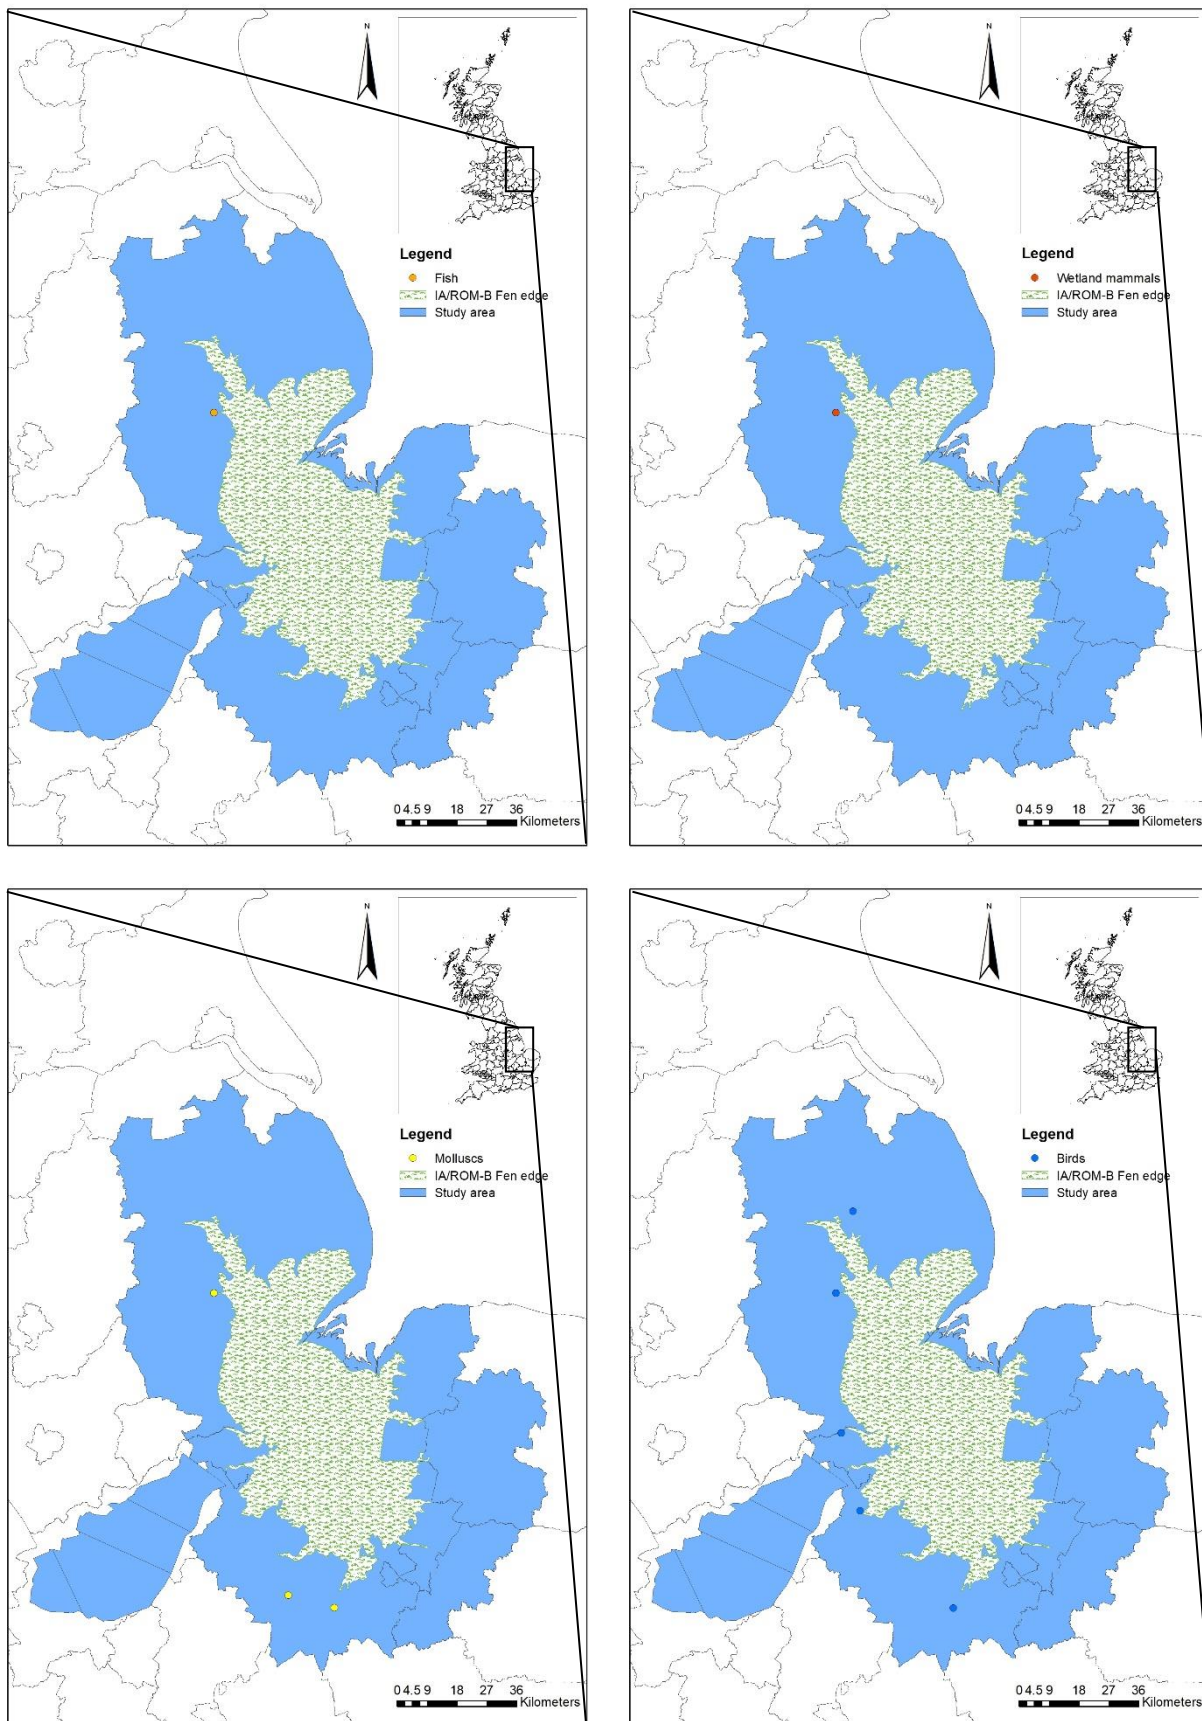 N
Legend
Fish
IA/ROM-B Fen edge
Study area
0 4.5 9 18 27 36
Kilometers
N
Legend
Wetland mammals
IA/ROM-B Fen edge
Study area
0 4.5 9 18 27 36
Kilometers
N
Legend
Molluscs
IA/ROM-B Fen edge
Study area
0 4.5 9 18 27 36
Kilometers
N
Legend
Birds
IA/ROM-B Fen edge
Study area
0 4.5 9 18 27 36
Kilometers